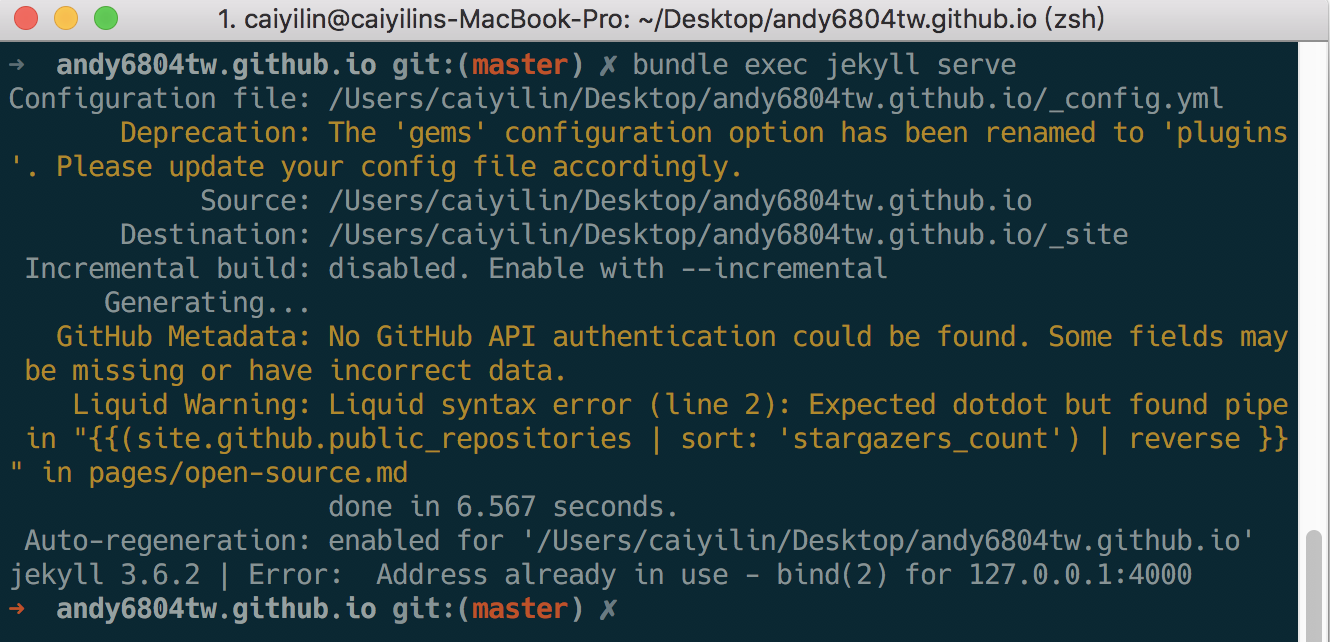 1. caiyilin@caiyilins-MacBook-Pro: ~/Desktop/andy6804tw.github.io (zsh)
➜  andy6804tw.github.io git:(master) ✗ bundle exec jekyll serve
Configuration file: /Users/caiyilin/Desktop/andy6804tw.github.io/_config.yml
       Deprecation: The 'gems' configuration option has been renamed to 'plugins
'. Please update your config file accordingly.
            Source: /Users/caiyilin/Desktop/andy6804tw.github.io
       Destination: /Users/caiyilin/Desktop/andy6804tw.github.io/_site
 Incremental build: disabled. Enable with --incremental
      Generating...
   GitHub Metadata: No GitHub API authentication could be found. Some fields may
 be missing or have incorrect data.
    Liquid Warning: Liquid syntax error (line 2): Expected dotdot but found pipe
 in "{{(site.github.public_repositories | sort: 'stargazers_count') | reverse }}
" in pages/open-source.md
                    done in 6.567 seconds.
 Auto-regeneration: enabled for '/Users/caiyilin/Desktop/andy6804tw.github.io'
jekyll 3.6.2 | Error:  Address already in use - bind(2) for 127.0.0.1:4000
➜  andy6804tw.github.io git:(master) ✗